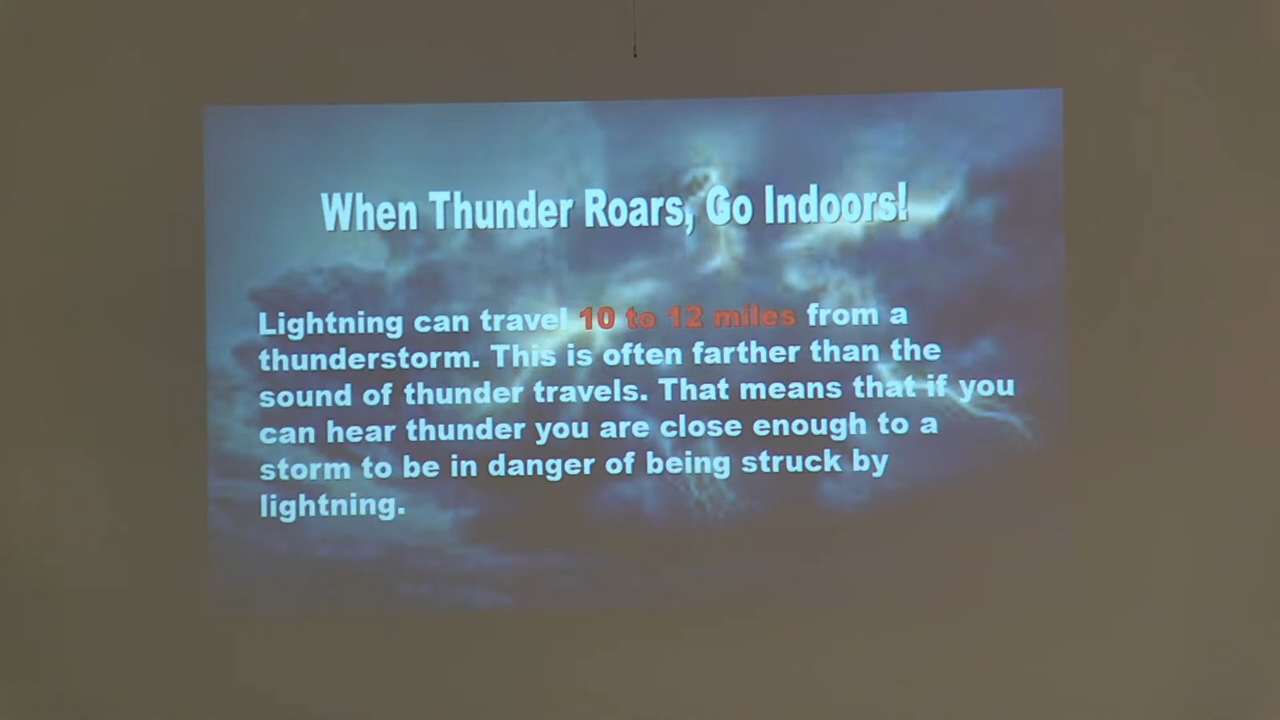 When Thunder Roars, Go Indoors!
Lightning can travel 10 to 12 miles from a
thunderstorm. This is often farther than the
sound of thunder travels. That means that if you
can hear thunder you are close enough to a
storm to be in danger of being struck by
lightning.